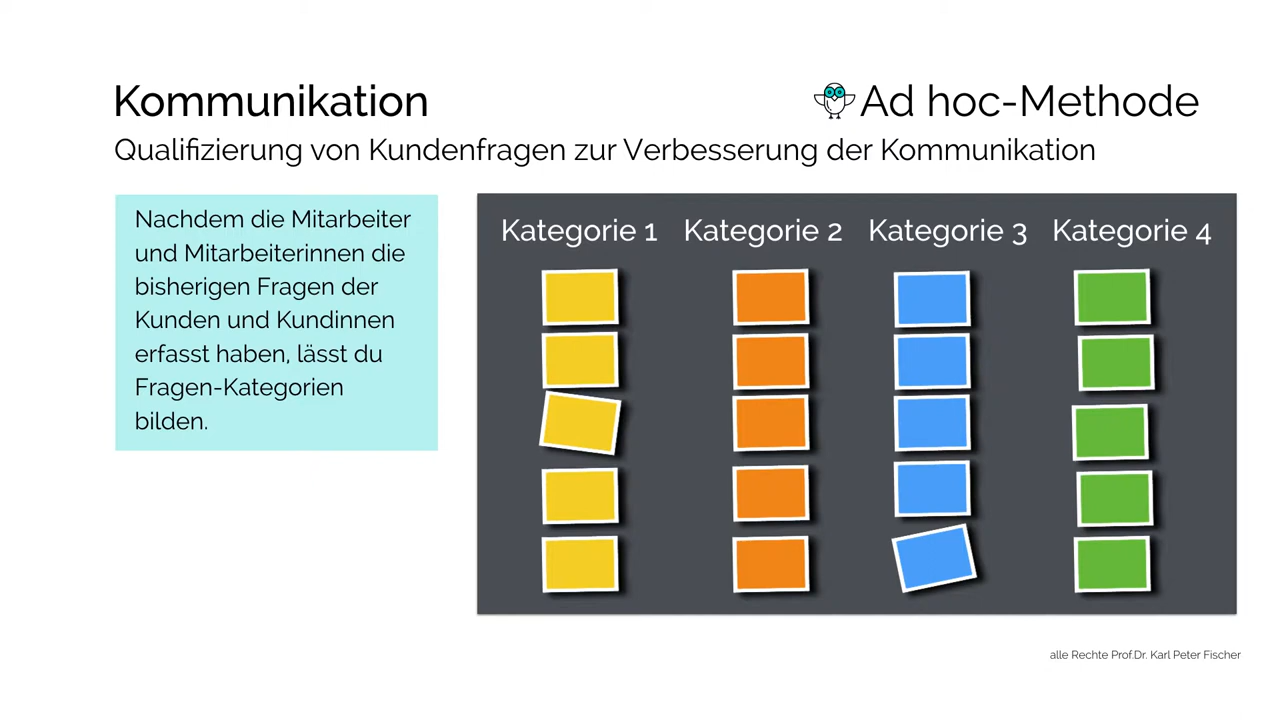 Kommunikation
Ad hoc-Methode
Qualifizierung von Kundenfragen zur Verbesserung der Kommunikation
Nachdem die Mitarbeiter
und Mitarbeiterinnen die
bisherigen Fragen der
Kunden und Kundinnen
erfasst haben, lässt du
Fragen-Kategorien
bilden.
Kategorie 1 Kategorie 2 Kategorie 3 Kategorie 4
alle Rechte Prof.Dr. Karl Peter Fischer